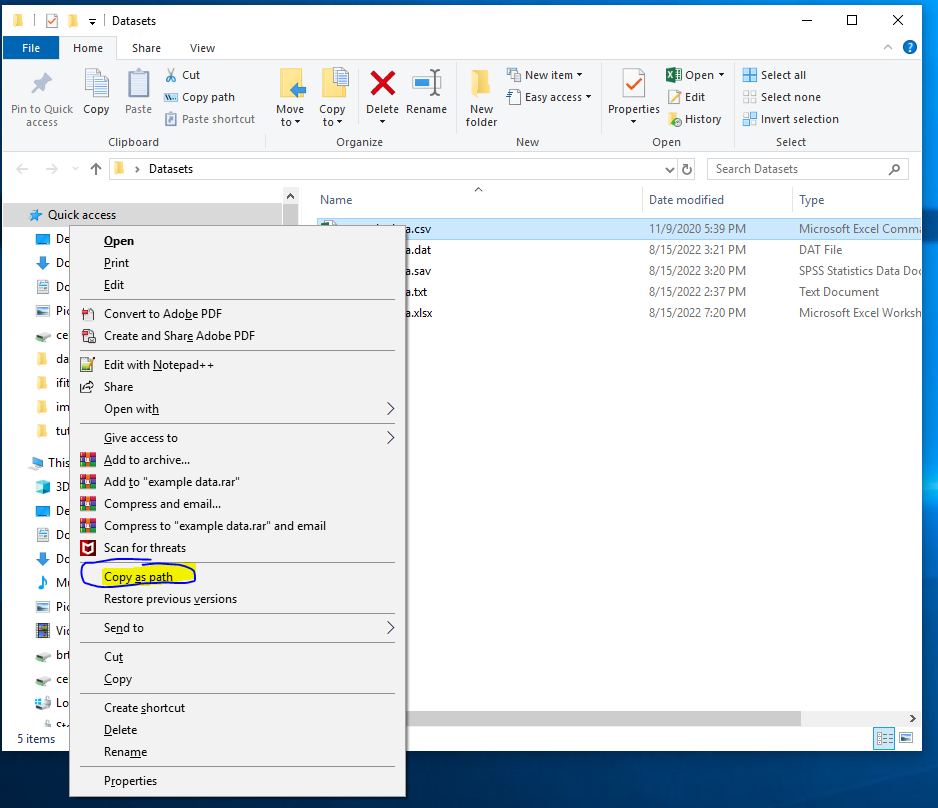 Datasets
File Home Share View
Pin to Quick access
Copy
Paste
Cut
Copy path
Paste shortcut
Clipboard
Move to
Copy to
Delete
Rename
Organize
New folder
New item
Easy access
New
Properties
Open
Edit
History
Open
Select all
Select none
Invert selection
Select
Datasets
Search Datasets
Name Date modified Type
Quick access
a.csv 11/9/2020 5:39 PM Microsoft Excel Comma
a.dat 8/15/2022 3:21 PM DAT File
a.sav 8/15/2022 3:20 PM SPSS Statistics Data Doc
a.txt 8/15/2022 2:37 PM Text Document
a.xlsx 8/15/2022 7:20 PM Microsoft Excel Worksh
De
Do
Do
Pic
ce
da
ifit
im
tut
This
3D
De
Do
Do
Mu
Pic
Vid
brt
ce
Lo
5 items
Open
Print
Edit
Convert to Adobe PDF
Create and Share Adobe PDF
Edit with Notepad++
Share
Open with
Give access to
Add to archive...
Add to "example data.rar"
Compress and email...
Compress to "example data.rar" and email
Scan for threats
Copy as path
Restore previous versions
Send to
Cut
Copy
Create shortcut
Delete
Rename
Properties